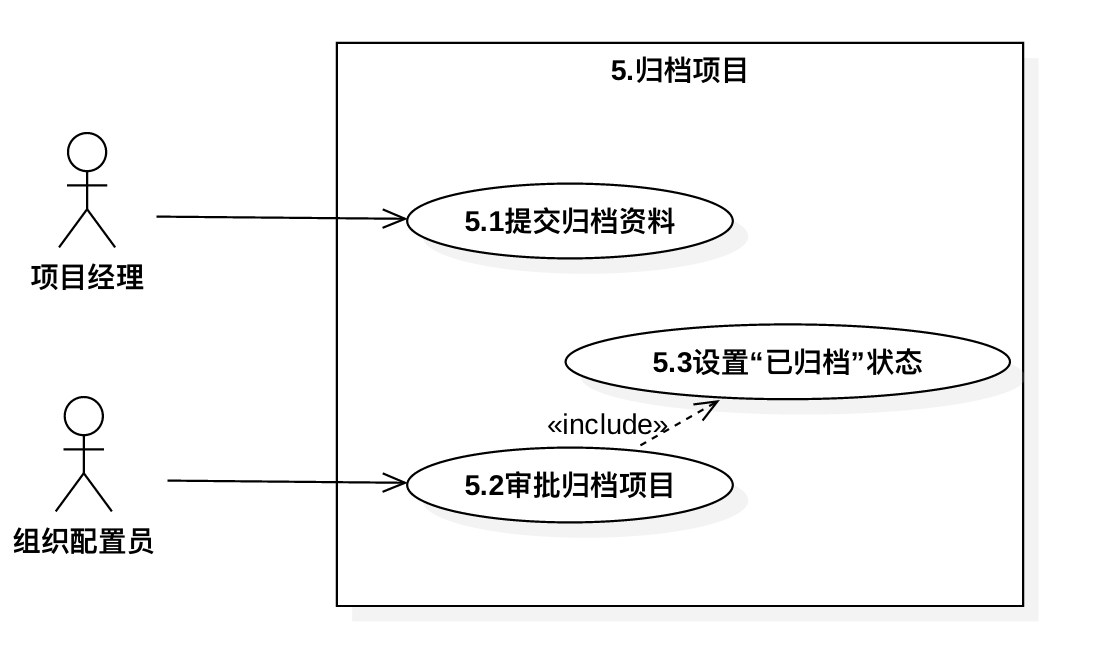 5.归档项目
5.1提交归档资料
项目经理
5.3设置“已归档”状态
«include»
5.2审批归档项目
组织配置员